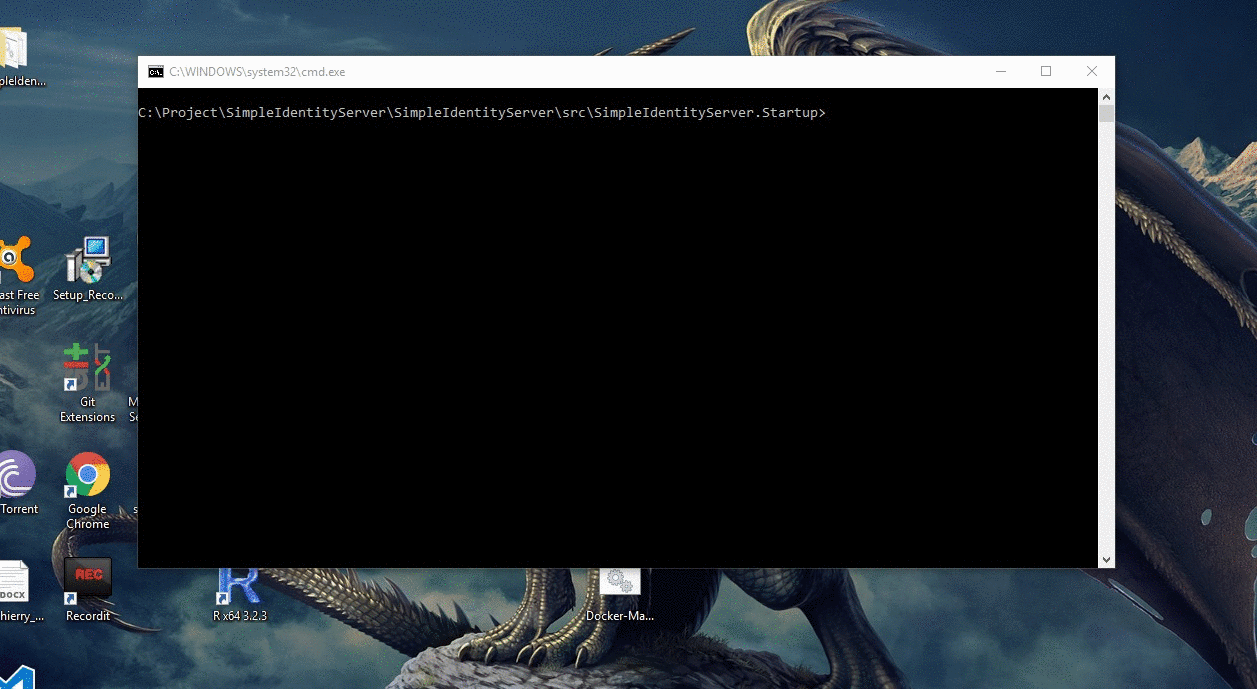 C:\WINDOWS\system32\cmd.exe
C:\Project\SimpleIdentityServer\SimpleIdentityServer\src\SimpleIdentityServer.Startup>
pleIden...
ast Free
ntivirus
Setup_Reco...
Git
Extensions
M
Se
Torrent
Google
Chrome
s
REC
DOCX
hierry_...
Recordit
R
R x64 3.2.3
Docker-Ma...